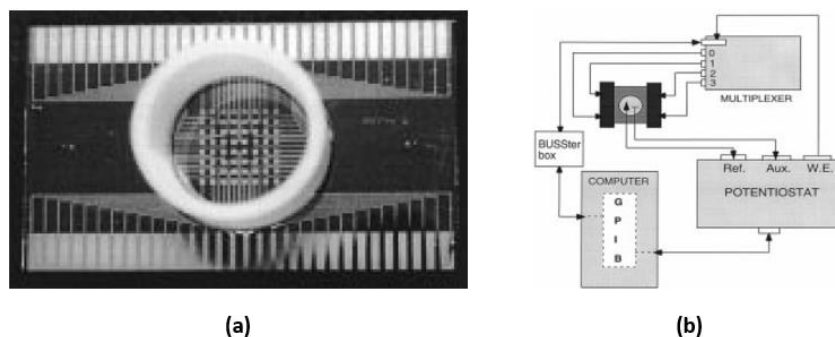 0
1
2
3
MULTIPLEXER
BUSSter
box
Ref. Aux. W.E.
POTENTIOSTAT
COMPUTER
G
P
I
B
(a) (b)